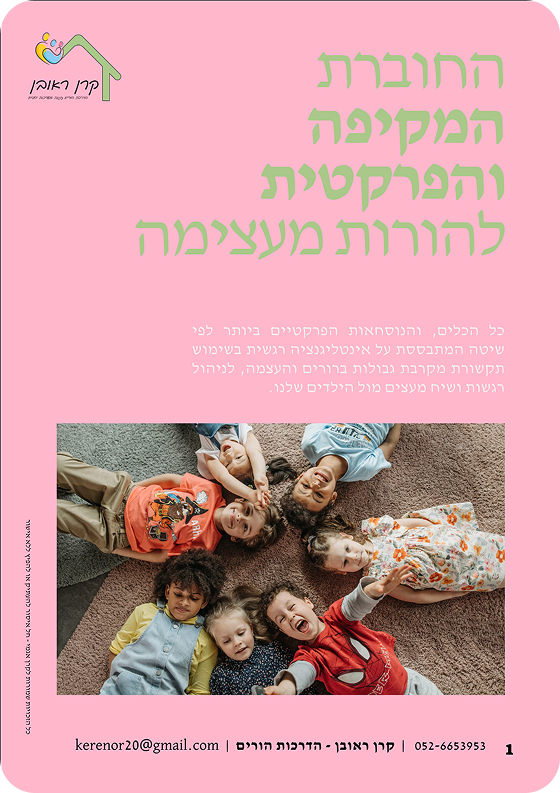 קרן ראובן
החוברת
המקיפה
והפרקטית
להורות מעצימה
כל הכלים, והנוסחאות הפרקטיים ביותר לפי
שיטה המתבססת על אינטליגנציה רגשית בשימוש
תקשורת מקרבת גבולות ברורים והעצמה, לניהול
רגשות ושיח מעצים מול הילדים שלנו.
kerenor20@gmail.com | קרן ראובן - הדרכות הורים | 052-6653953
1